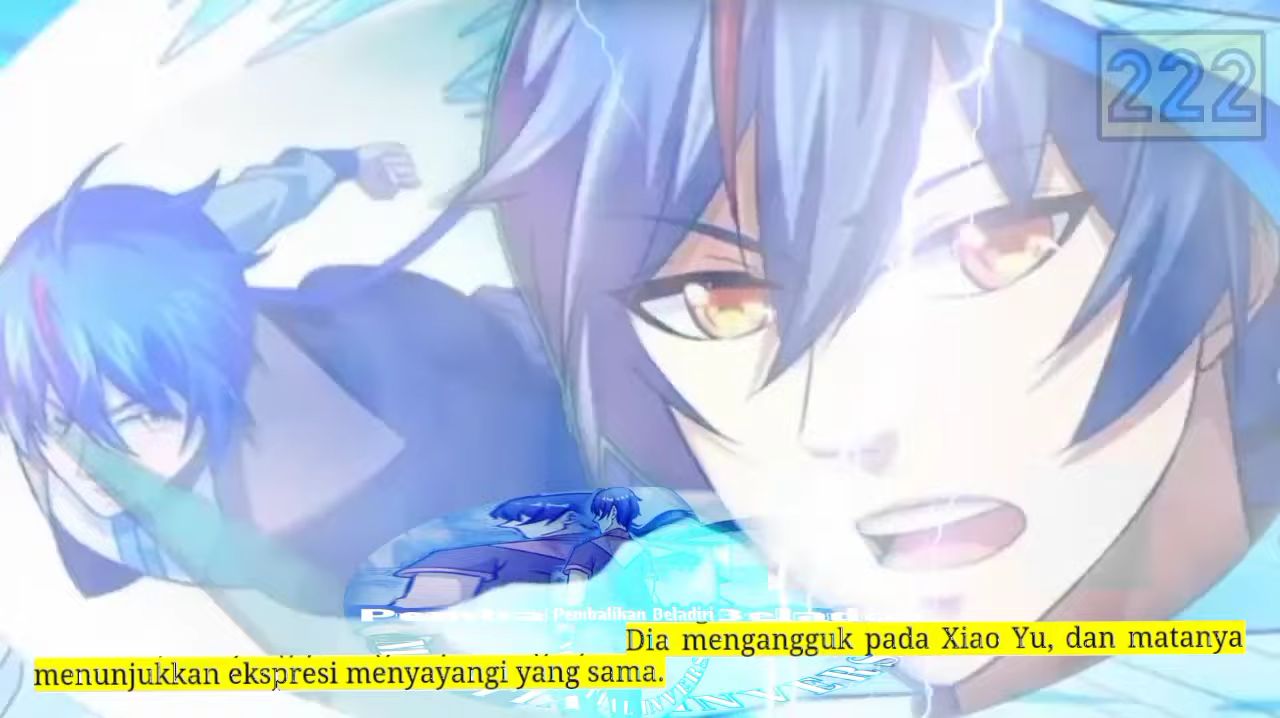 222
Pembalikan Beladiri
Dia mengangguk pada Xiao Yu, dan matanya
menunjukkan ekspresi menyayangi yang sama.